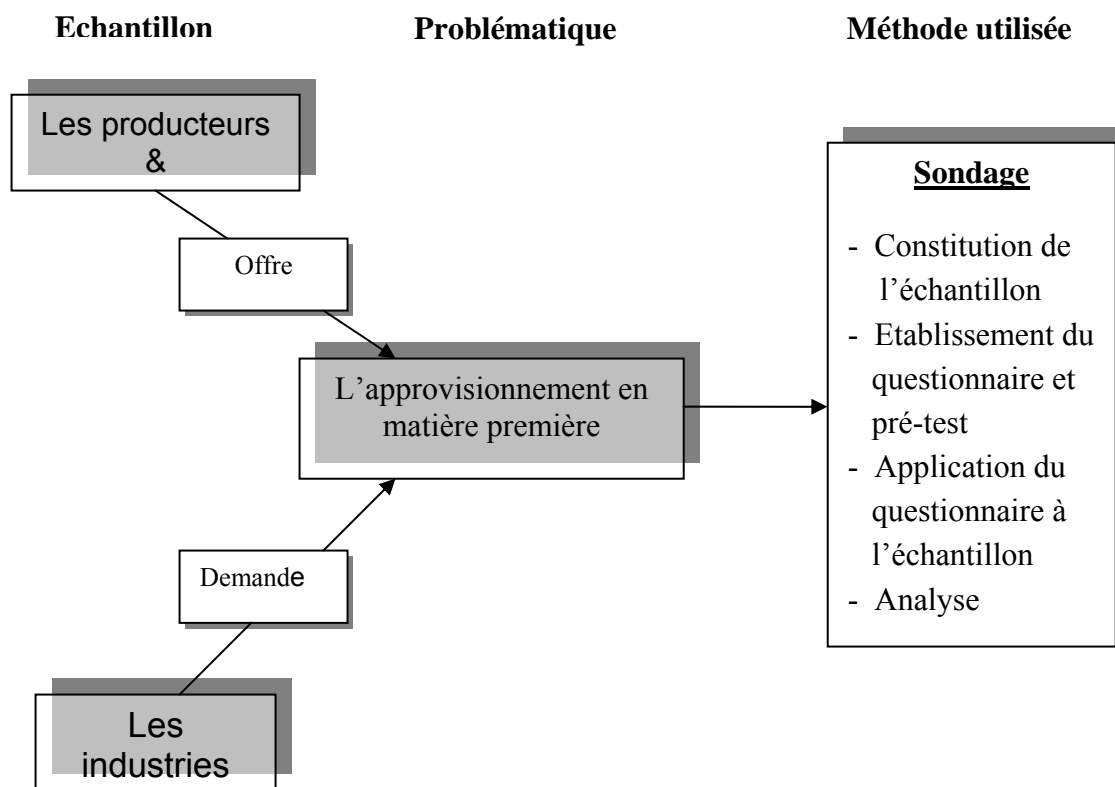 Echantillon
Problématique
Méthode utilisée
Les producteurs
&
Offre
L’approvisionnement en
matière première
Demande
Les
industries
Sondage
- Constitution de
l’échantillon
- Etablissement du
questionnaire et
pré-test
- Application du
questionnaire à
l’échantillon
- Analyse